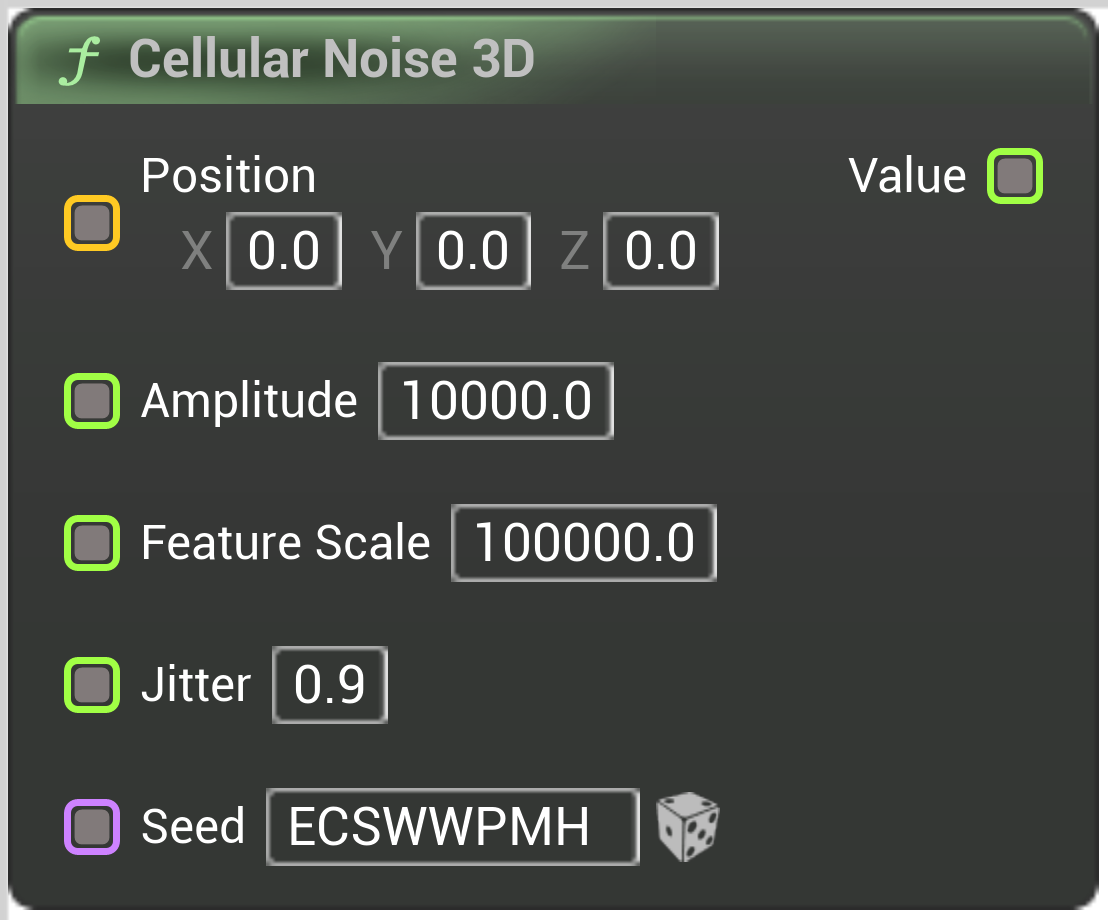 f Cellular Noise 3D
Position
Value
X 0.0 Y 0.0 Z 0.0
Amplitude 10000.0
Feature Scale 100000.0
Jitter 0.9
Seed ECSWWPMH